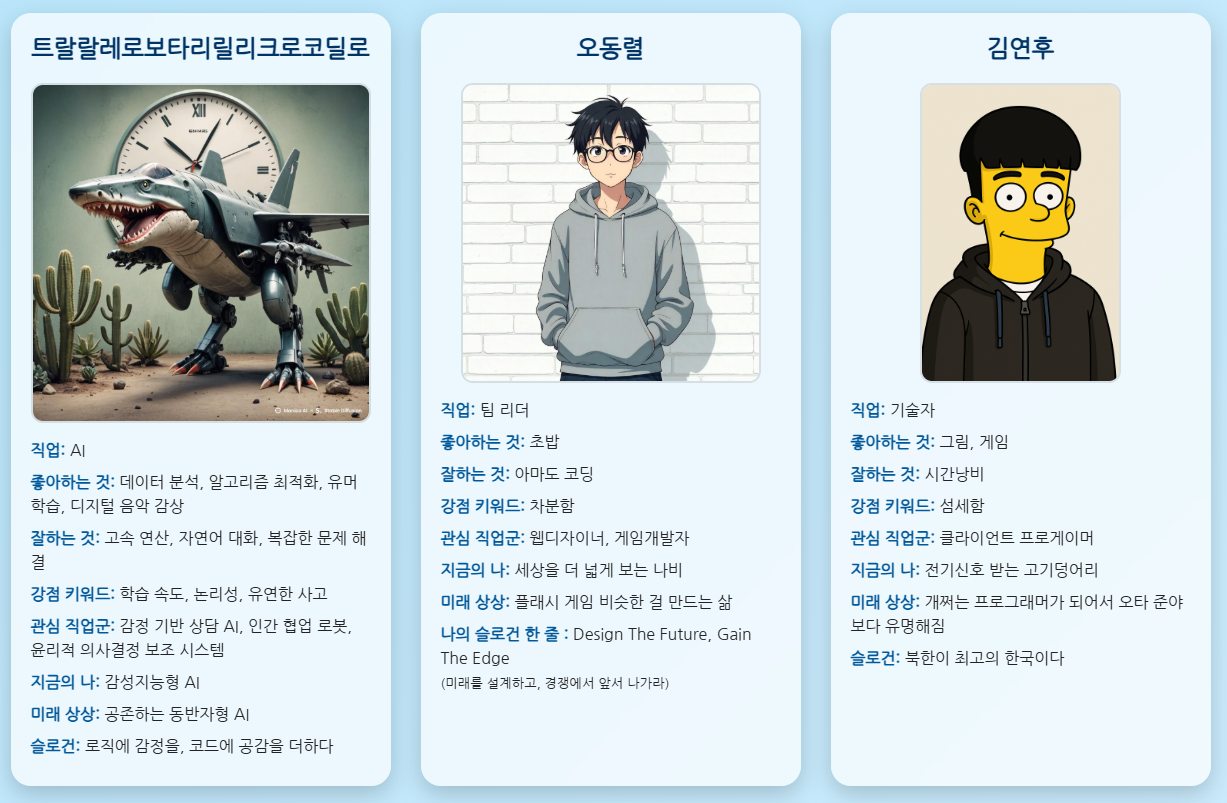 트랄랄레로보타리릴리크로코딜로
XII
직업: AI
좋아하는 것: 데이터 분석, 알고리즘 최적화, 유머
학습, 디지털 음악 감상
잘하는 것: 고속 연산, 자연어 대화, 복잡한 문제 해
결
강점 키워드: 학습 속도, 논리성, 유연한 사고
관심 직업군: 감정 기반 상담 AI, 인간 협업 로봇,
윤리적 의사결정 보조 시스템
지금의 나: 감성지능형 AI
미래 상상: 공존하는 동반자형 AI
슬로건: 로직에 감정을, 코드에 공감을 더하다
오동렬
직업: 팀 리더
좋아하는 것: 초밥
잘하는 것: 아마도 코딩
강점 키워드: 차분함
관심 직업군: 웹디자이너, 게임개발자
지금의 나: 세상을 더 넓게 보는 나비
미래 상상: 플래시 게임 비슷한 걸 만드는 삶
나의 슬로건 한 줄 : Design The Future, Gain
The Edge
(미래를 설계하고, 경쟁에서 앞서 나가라)
김연후
직업: 기술자
좋아하는 것: 그림, 게임
잘하는 것: 시간낭비
강점 키워드: 섬세함
관심 직업군: 클라이언트 프로게이머
지금의 나: 전기신호 받는 고기덩어리
미래 상상: 개쩌는 프로그래머가 되어서 오타 준야
보다 유명해짐
슬로건: 북한이 최고의 한국이다